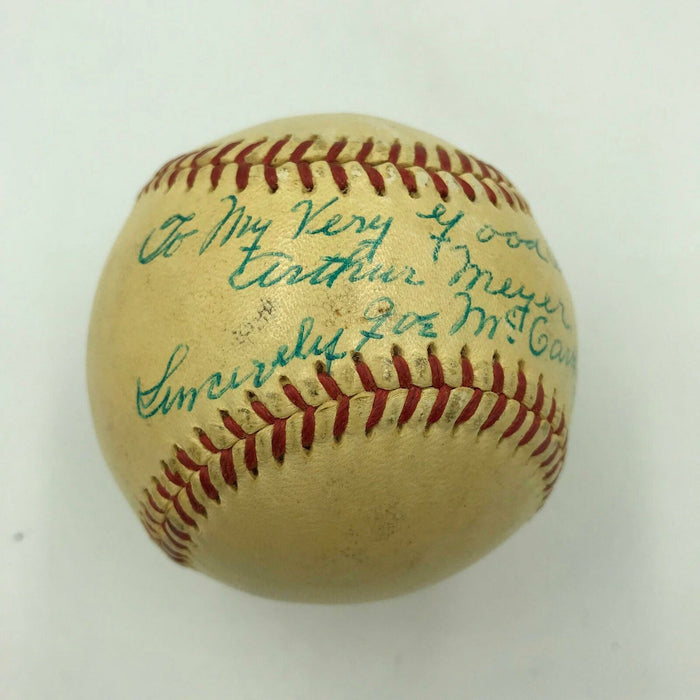 To My Very Good
Arthur Meyer
Sincerely Joe McCar